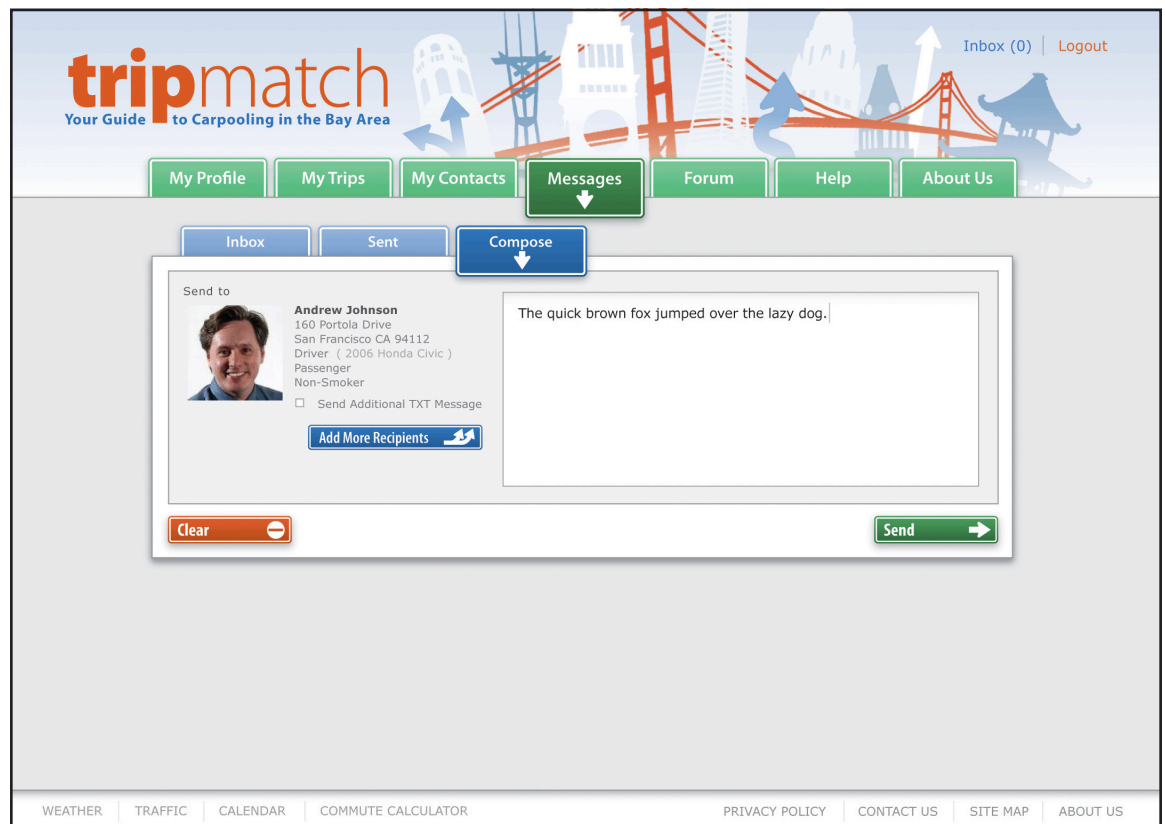 Inbox (0) Logout
tripmatch
Your Guide to Carpooling in the Bay Area
My Profile My Trips My Contacts Messages Forum Help About Us
Inbox Sent Compose
Send to
Andrew Johnson
160 Portola Drive
San Francisco CA 94112
Driver ( 2006 Honda Civic )
Passenger
Non-Smoker
Send Additional TXT Message
Add More Recipients
The quick brown fox jumped over the lazy dog.
Clear Send
WEATHER TRAFFIC CALENDAR COMMUTE CALCULATOR PRIVACY POLICY CONTACT US SITE MAP ABOUT US